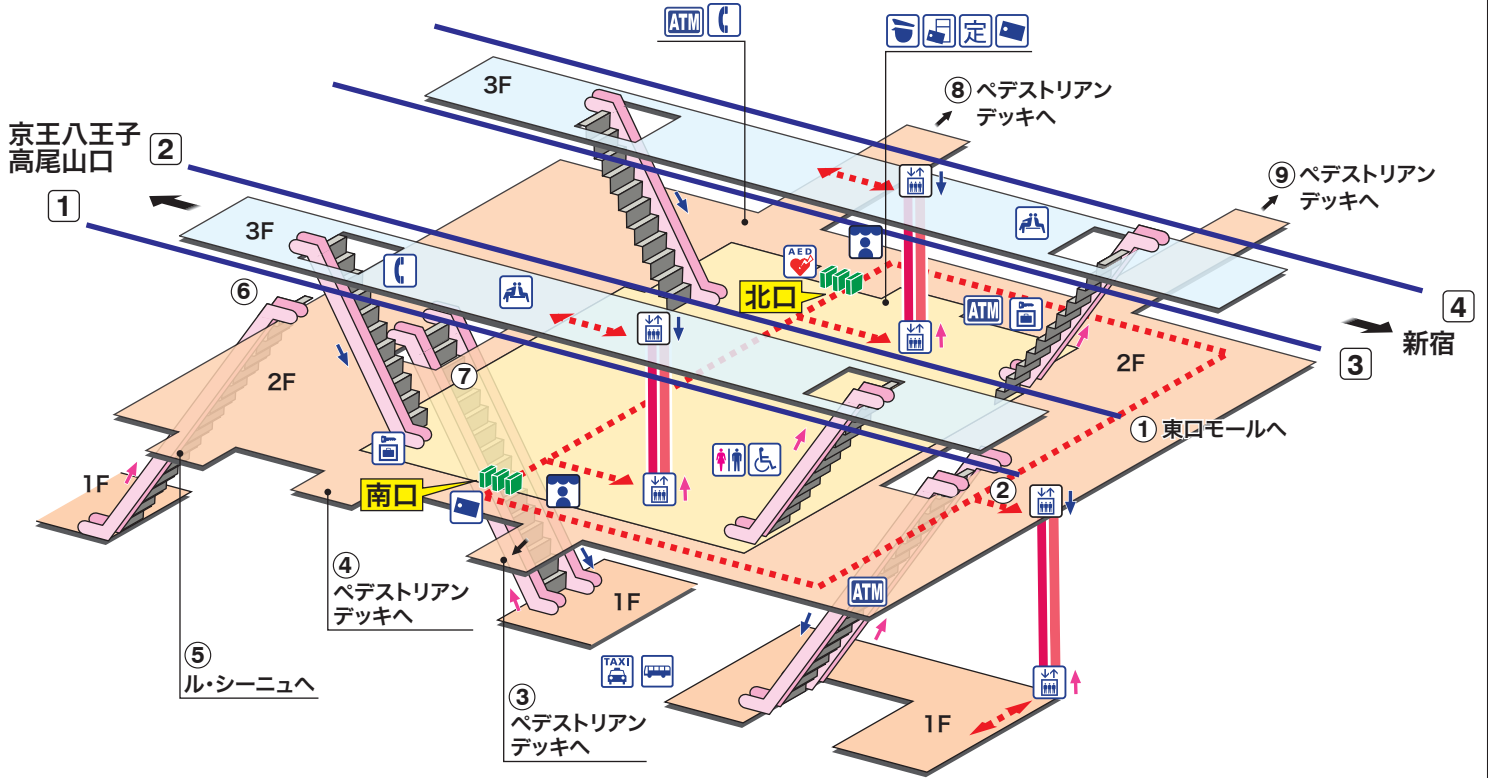 ATM
定
3F
⑧ ペデストリアン
デッキへ
京王八王子
高尾山口
2
1
⑨ ペデストリアン
デッキへ
3F
AED
北口
ATM
4
新宿
3
⑥
⑦
2F
2F
① 東口モールへ
南口
②
1F
④
ペデストリアン
デッキへ
ATM
1F
⑤
ル・シーニュへ
TAXI
③
ペデストリアン
デッキへ
1F